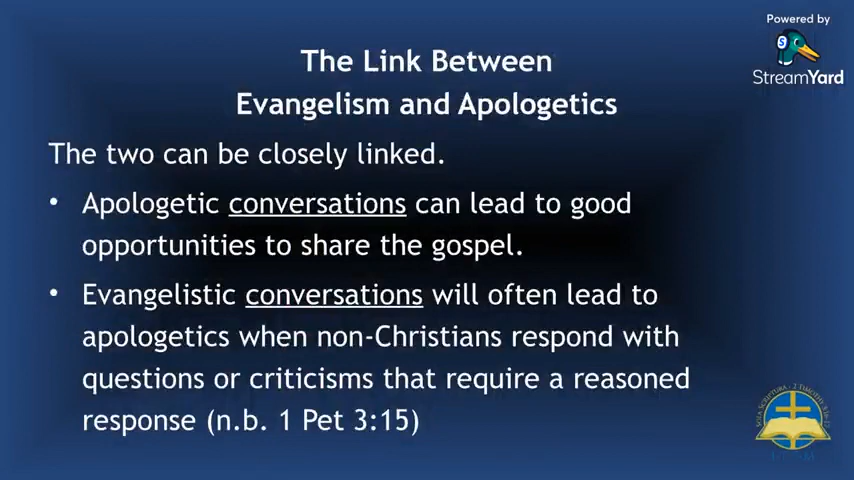 Powered by
StreamYard
The Link Between
Evangelism and Apologetics
The two can be closely linked.
• Apologetic conversations can lead to good
opportunities to share the gospel.
• Evangelistic conversations will often lead to
apologetics when non-Christians respond with
questions or criticisms that require a reasoned
response (n.b. 1 Pet 3:15)